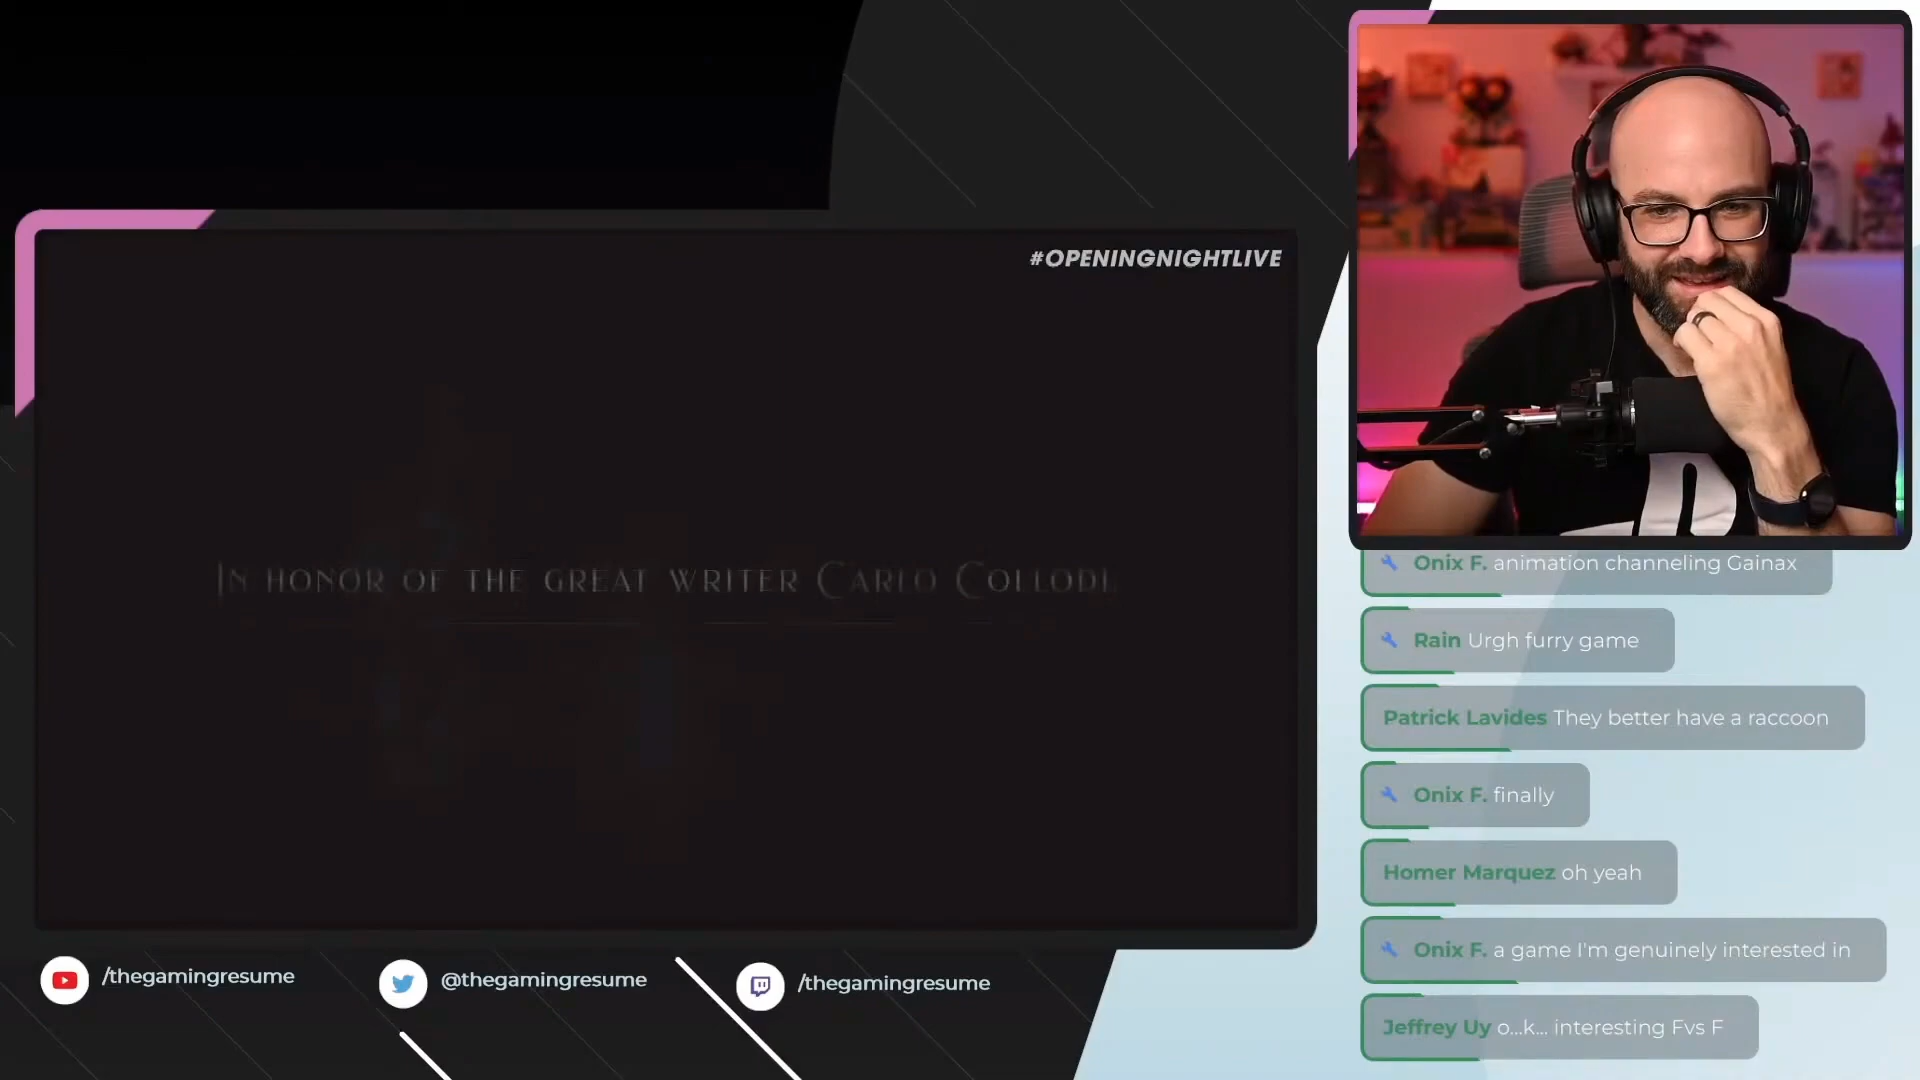 #OPENINGNIGHTLIVE
In honor of the great writer Carlo Collodi
Onix F. animation channeling Gainax
Rain Urgh furry game
Patrick Lavides They better have a raccoon
Onix F. finally
Homer Marquez oh yeah
Onix F. a game I'm genuinely interested in
Jeffrey Uy o...k... interesting Fvs F
/thegamingresume
@thegamingresume
/thegamingresume